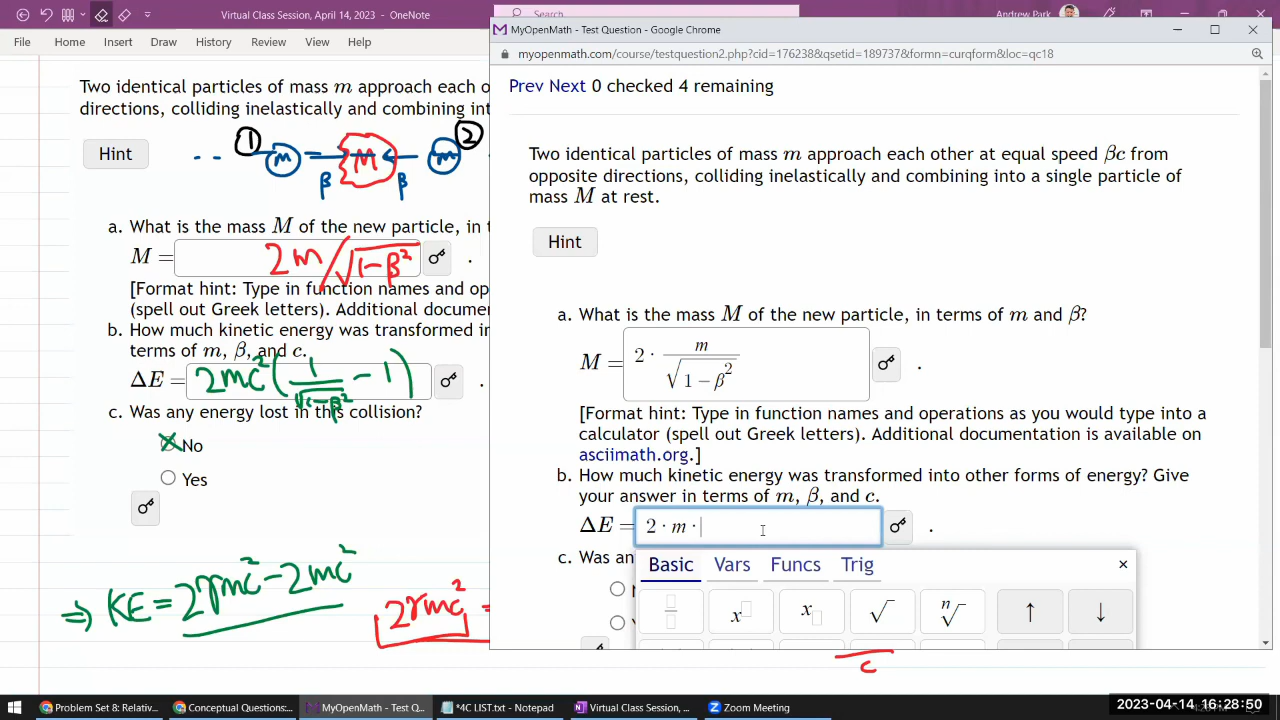 Virtual Class Session, April 14, 2023 - OneNote
Search
Andrew Park
File Home Insert Draw History Review View Help
Two identical particles of mass m approach each o
directions, colliding inelastically and combining int
1 m β M β m 2
Hint
a. What is the mass M of the new particle, in t
M = 2m/√(1-β²) .
[Format hint: Type in function names and op
(spell out Greek letters). Additional documen
b. How much kinetic energy was transformed in
terms of m, β, and c.
ΔE = 2mc²(1/√(1-β²) - 1) .
c. Was any energy lost in this collision?
No
Yes
⇒ KE = 2γmc² - 2mc²
2γmc²
MyOpenMath - Test Question - Google Chrome
myopenmath.com/course/testquestion2.php?cid=176238&qsetid=189737&formn=curqform&loc=qc18
Prev Next 0 checked 4 remaining
Two identical particles of mass m approach each other at equal speed βc from
opposite directions, colliding inelastically and combining into a single particle of
mass M at rest.
Hint
a. What is the mass M of the new particle, in terms of m and β?
M = 2 · m/√(1 − β²) .
[Format hint: Type in function names and operations as you would type into a
calculator (spell out Greek letters). Additional documentation is available on
asciimath.org.]
b. How much kinetic energy was transformed into other forms of energy? Give
your answer in terms of m, β, and c.
ΔE = 2 · m · .
c. Was an
Basic Vars Funcs Trig ×
x x √ n√ ↑ ↓
c
Problem Set 8: Relativ... Conceptual Questions:... MyOpenMath - Test Q... *4C LIST.txt - Notepad Virtual Class Session,... Zoom Meeting
2023-04-14 16:28:50